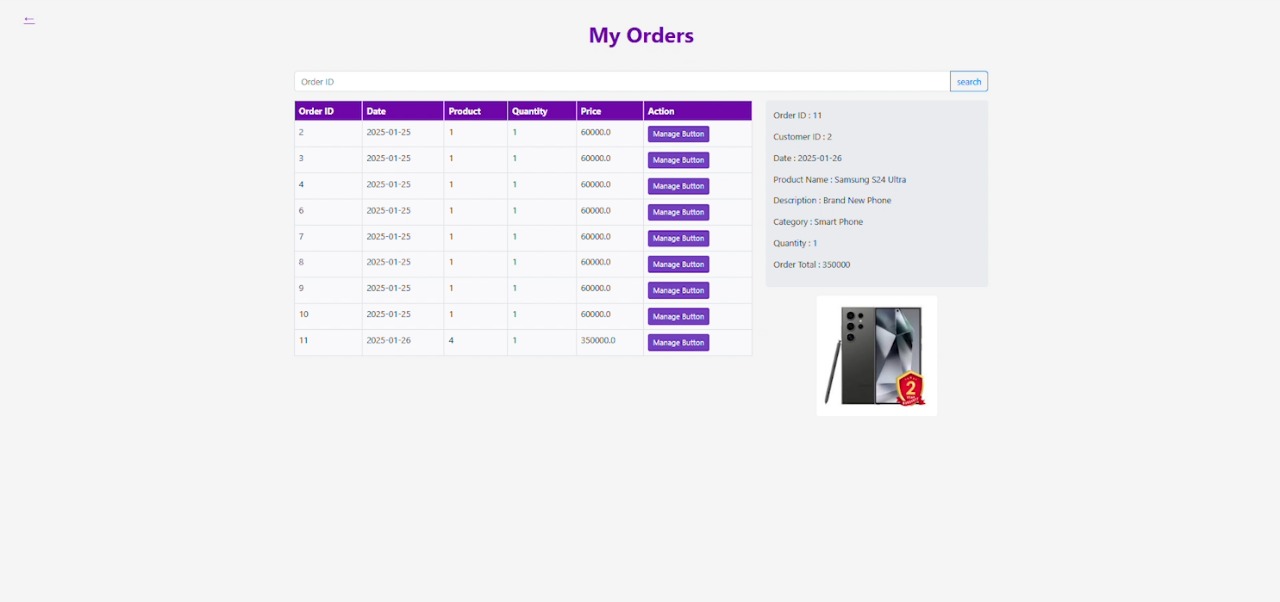 ←
My Orders
Order ID
search
Order ID Date Product Quantity Price Action
2 2025-01-25 1 1 60000.0 Manage Button
3 2025-01-25 1 1 60000.0 Manage Button
4 2025-01-25 1 1 60000.0 Manage Button
6 2025-01-25 1 1 60000.0 Manage Button
7 2025-01-25 1 1 60000.0 Manage Button
8 2025-01-25 1 1 60000.0 Manage Button
9 2025-01-25 1 1 60000.0 Manage Button
10 2025-01-25 1 1 60000.0 Manage Button
11 2025-01-26 4 1 350000.0 Manage Button
Order ID : 11
Customer ID : 2
Date : 2025-01-26
Product Name : Samsung S24 Ultra
Description : Brand New Phone
Category : Smart Phone
Quantity : 1
Order Total : 350000
2